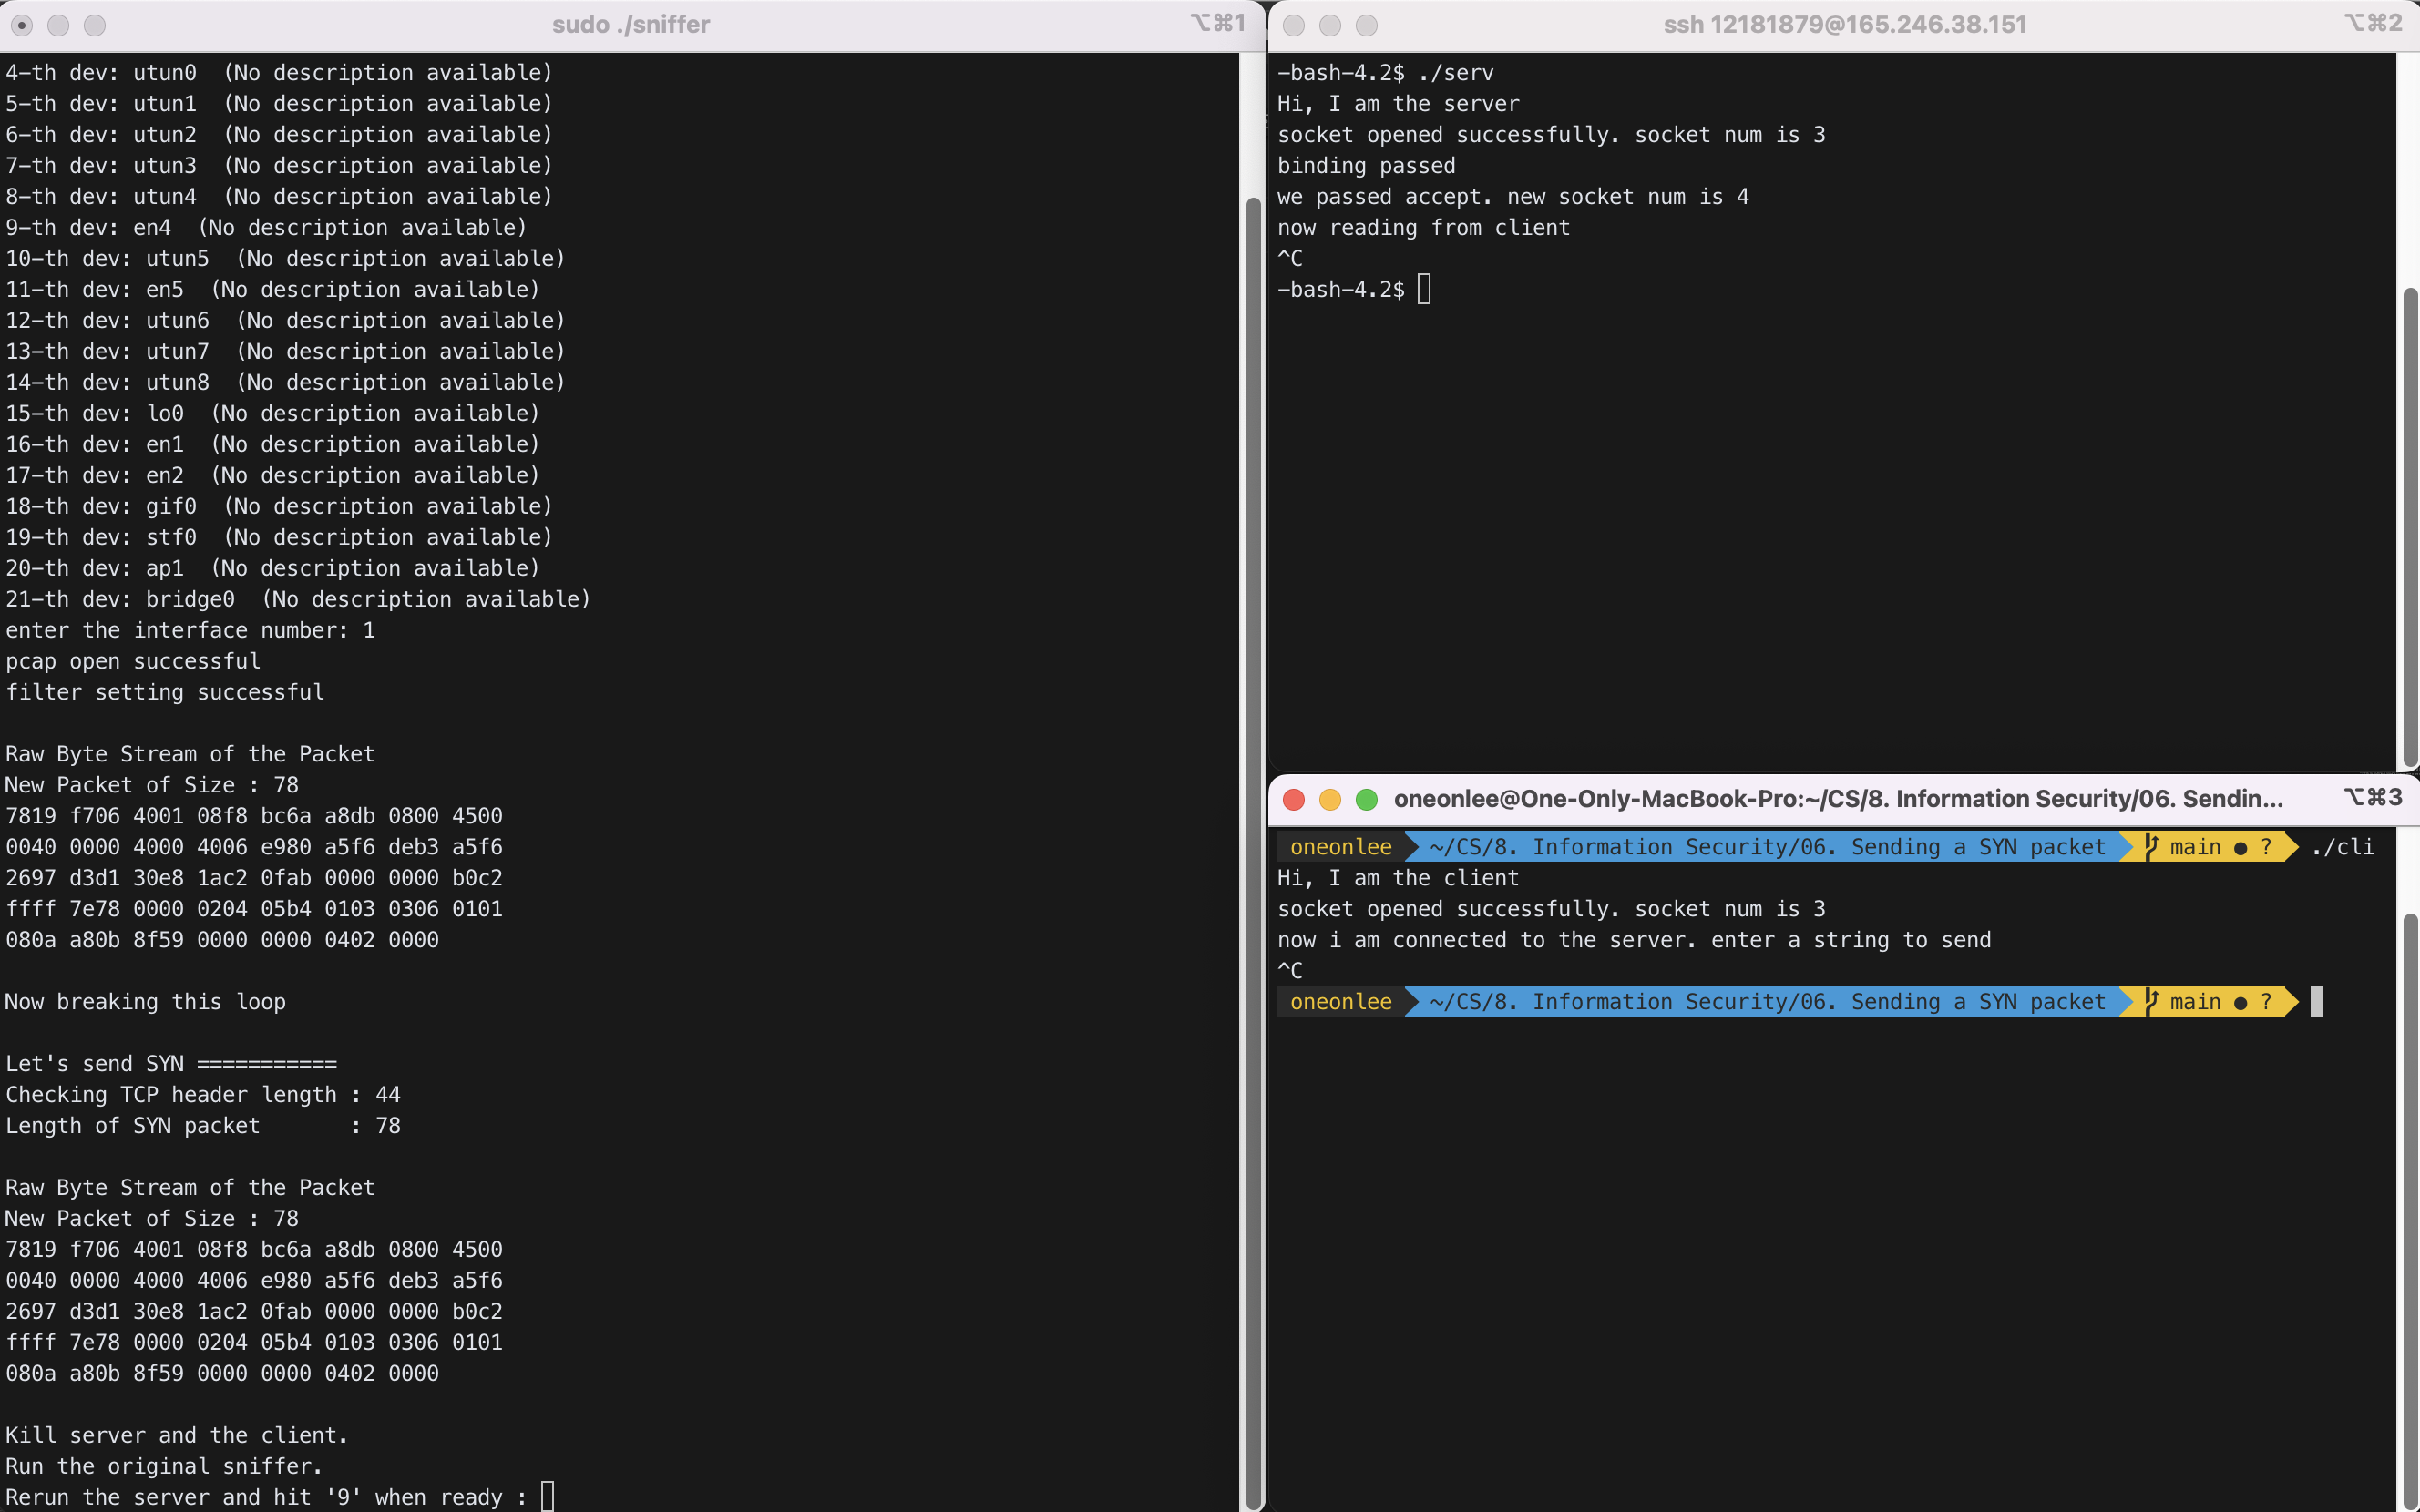 sudo ./sniffer ⌥⌘1
4-th dev: utun0  (No description available)
5-th dev: utun1  (No description available)
6-th dev: utun2  (No description available)
7-th dev: utun3  (No description available)
8-th dev: utun4  (No description available)
9-th dev: en4  (No description available)
10-th dev: utun5  (No description available)
11-th dev: en5  (No description available)
12-th dev: utun6  (No description available)
13-th dev: utun7  (No description available)
14-th dev: utun8  (No description available)
15-th dev: lo0  (No description available)
16-th dev: en1  (No description available)
17-th dev: en2  (No description available)
18-th dev: gif0  (No description available)
19-th dev: stf0  (No description available)
20-th dev: ap1  (No description available)
21-th dev: bridge0  (No description available)
enter the interface number: 1
pcap open successful
filter setting successful
Raw Byte Stream of the Packet
New Packet of Size : 78
7819 f706 4001 08f8 bc6a a8db 0800 4500
0040 0000 4000 4006 e980 a5f6 deb3 a5f6
2697 d3d1 30e8 1ac2 0fab 0000 0000 b0c2
ffff 7e78 0000 0204 05b4 0103 0306 0101
080a a80b 8f59 0000 0000 0402 0000
Now breaking this loop
Let's send SYN ===========
Checking TCP header length : 44
Length of SYN packet       : 78
Raw Byte Stream of the Packet
New Packet of Size : 78
7819 f706 4001 08f8 bc6a a8db 0800 4500
0040 0000 4000 4006 e980 a5f6 deb3 a5f6
2697 d3d1 30e8 1ac2 0fab 0000 0000 b0c2
ffff 7e78 0000 0204 05b4 0103 0306 0101
080a a80b 8f59 0000 0000 0402 0000
Kill server and the client.
Run the original sniffer.
Rerun the server and hit '9' when ready :
ssh 12181879@165.246.38.151 ⌥⌘2
-bash-4.2$ ./serv
Hi, I am the server
socket opened successfully. socket num is 3
binding passed
we passed accept. new socket num is 4
now reading from client
^C
-bash-4.2$
oneonlee@One-Only-MacBook-Pro:~/CS/8. Information Security/06. Sendin... ⌥⌘3
oneonlee ~/CS/8. Information Security/06. Sending a SYN packet main ● ? ./cli
Hi, I am the client
socket opened successfully. socket num is 3
now i am connected to the server. enter a string to send
^C
oneonlee ~/CS/8. Information Security/06. Sending a SYN packet main ● ?